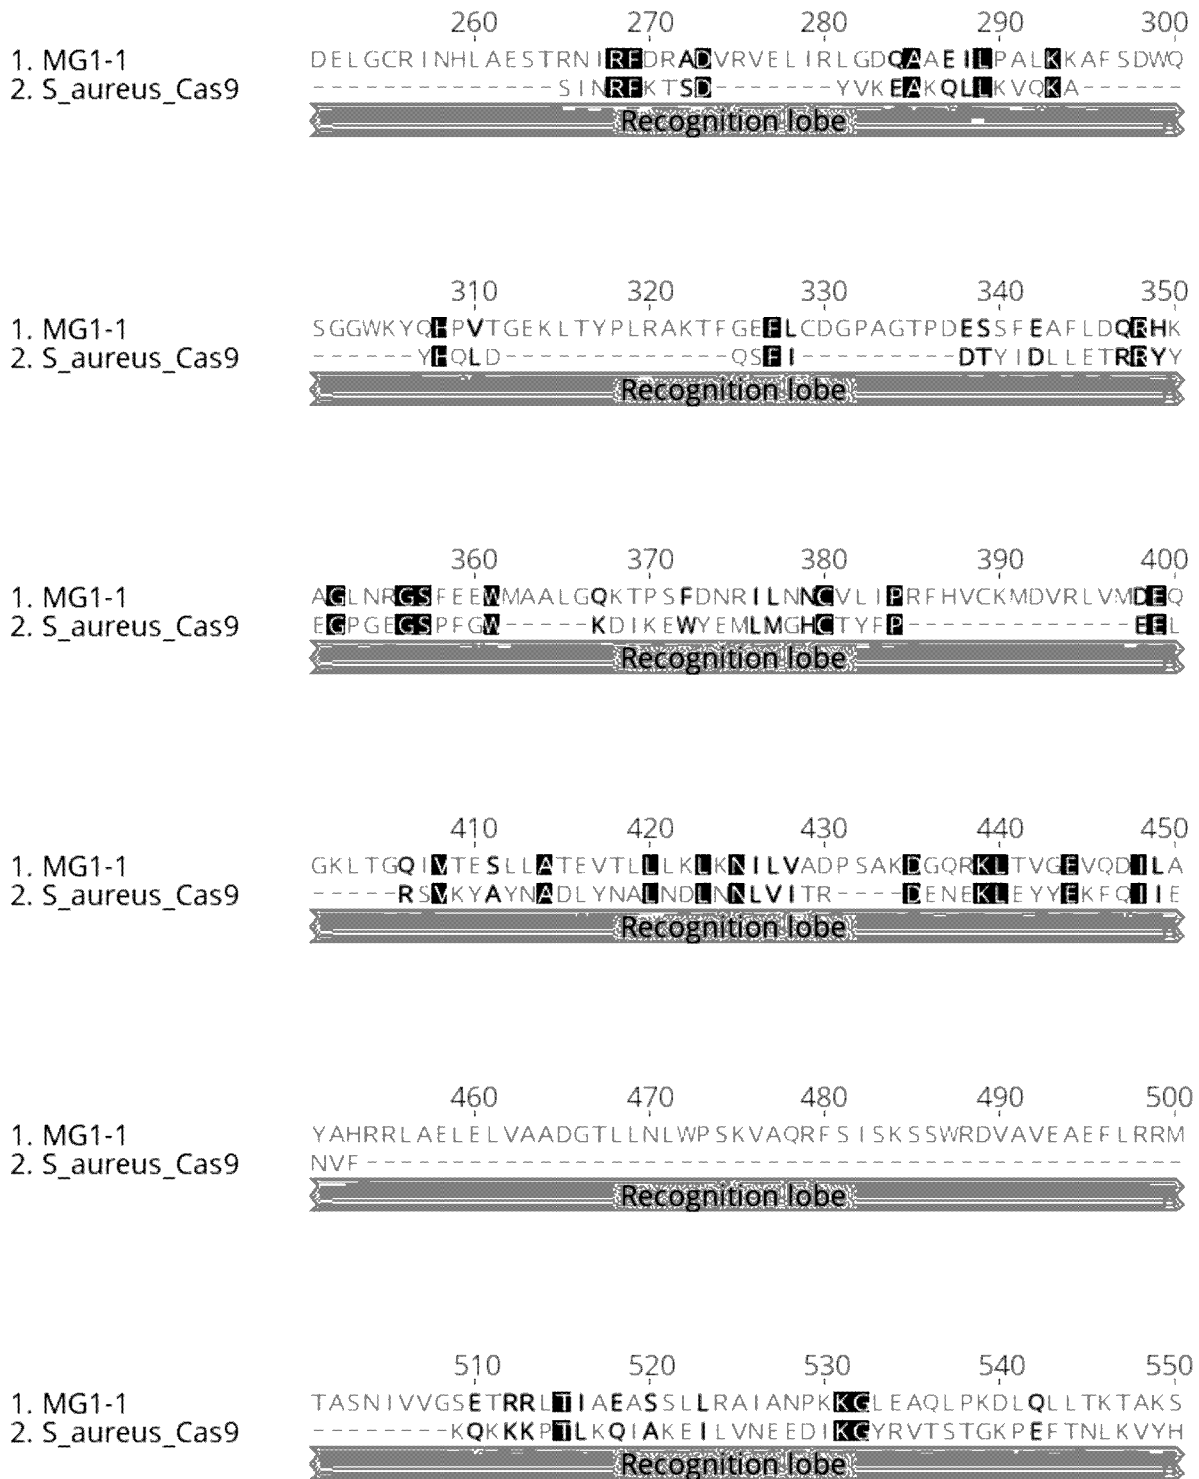 260 270 280 290 300
1. MG1-1 DELGCRINHLAESTRNIRFDRADVRVELIRLGDQAAEILPALKKAFSDWQ
2. S_aureus_Cas9 --------------SINRFKTSD-------YVKEAKQLLKVQKA------
Recognition lobe
310 320 330 340 350
1. MG1-1 SGGWKYQHPVTGEKLTYPLRAKTFGEFLCDGPAGTPDESSFEAFLDQRHK
2. S_aureus_Cas9 ------YHQLD-------------QSFI---------DTYIDLLETRRYY
Recognition lobe
360 370 380 390 400
1. MG1-1 AGLNRGSFEEWMAALGQKTPSFDNRILNNCVLIPRFHVCKMDVRLVMDEQ
2. S_aureus_Cas9 EGPGEGSPFGW-----KDIKEWYEMLMGHCTYFP-------------EEL
Recognition lobe
410 420 430 440 450
1. MG1-1 GKLTGQIVTESLLATEVTLLLKLKNILVADPSAKDGQRKLTVGEVQDILA
2. S_aureus_Cas9 -----RSVKYAYNADLYNALNDLNNLVITR----DENEKLEYYEKFQIIE
Recognition lobe
460 470 480 490 500
1. MG1-1 YAHRRLAELELVAADGTLLNLWPSKVAQRFSISKSSWRDVAVEAEFLRRM
2. S_aureus_Cas9 NVF-----------------------------------------------
Recognition lobe
510 520 530 540 550
1. MG1-1 TASNIVVGSETRRLTIAEASSLLRAIANPKKGLEAQLPKDLQLLTKTAKS
2. S_aureus_Cas9 --------KQKKKPTLKQIAKEILVNEEDIKGYRVTSTGKPEFTNLKVYH
Recognition lobe